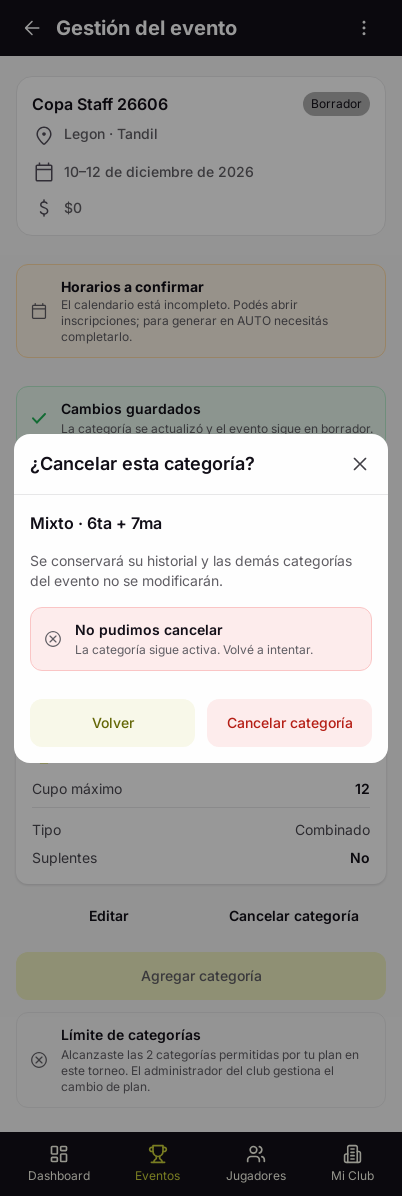 Gestión del evento
Copa Staff 26606
Borrador
Legon · Tandil
10–12 de diciembre de 2026
$0
Horarios a confirmar
El calendario está incompleto. Podés abrir
inscripciones; para generar en AUTO necesitás
completarlo.
Cambios guardados
La categoría se actualizó y el evento sigue en borrador.
¿Cancelar esta categoría?
Mixto · 6ta + 7ma
Se conservará su historial y las demás categorías
del evento no se modificarán.
No pudimos cancelar
La categoría sigue activa. Volvé a intentar.
Volver
Cancelar categoría
Cupo máximo
12
Tipo
Combinado
Suplentes
No
Editar
Cancelar categoría
Agregar categoría
Límite de categorías
Alcanzaste las 2 categorías permitidas por tu plan en
este torneo. El administrador del club gestiona el
cambio de plan.
Dashboard
Eventos
Jugadores
Mi Club